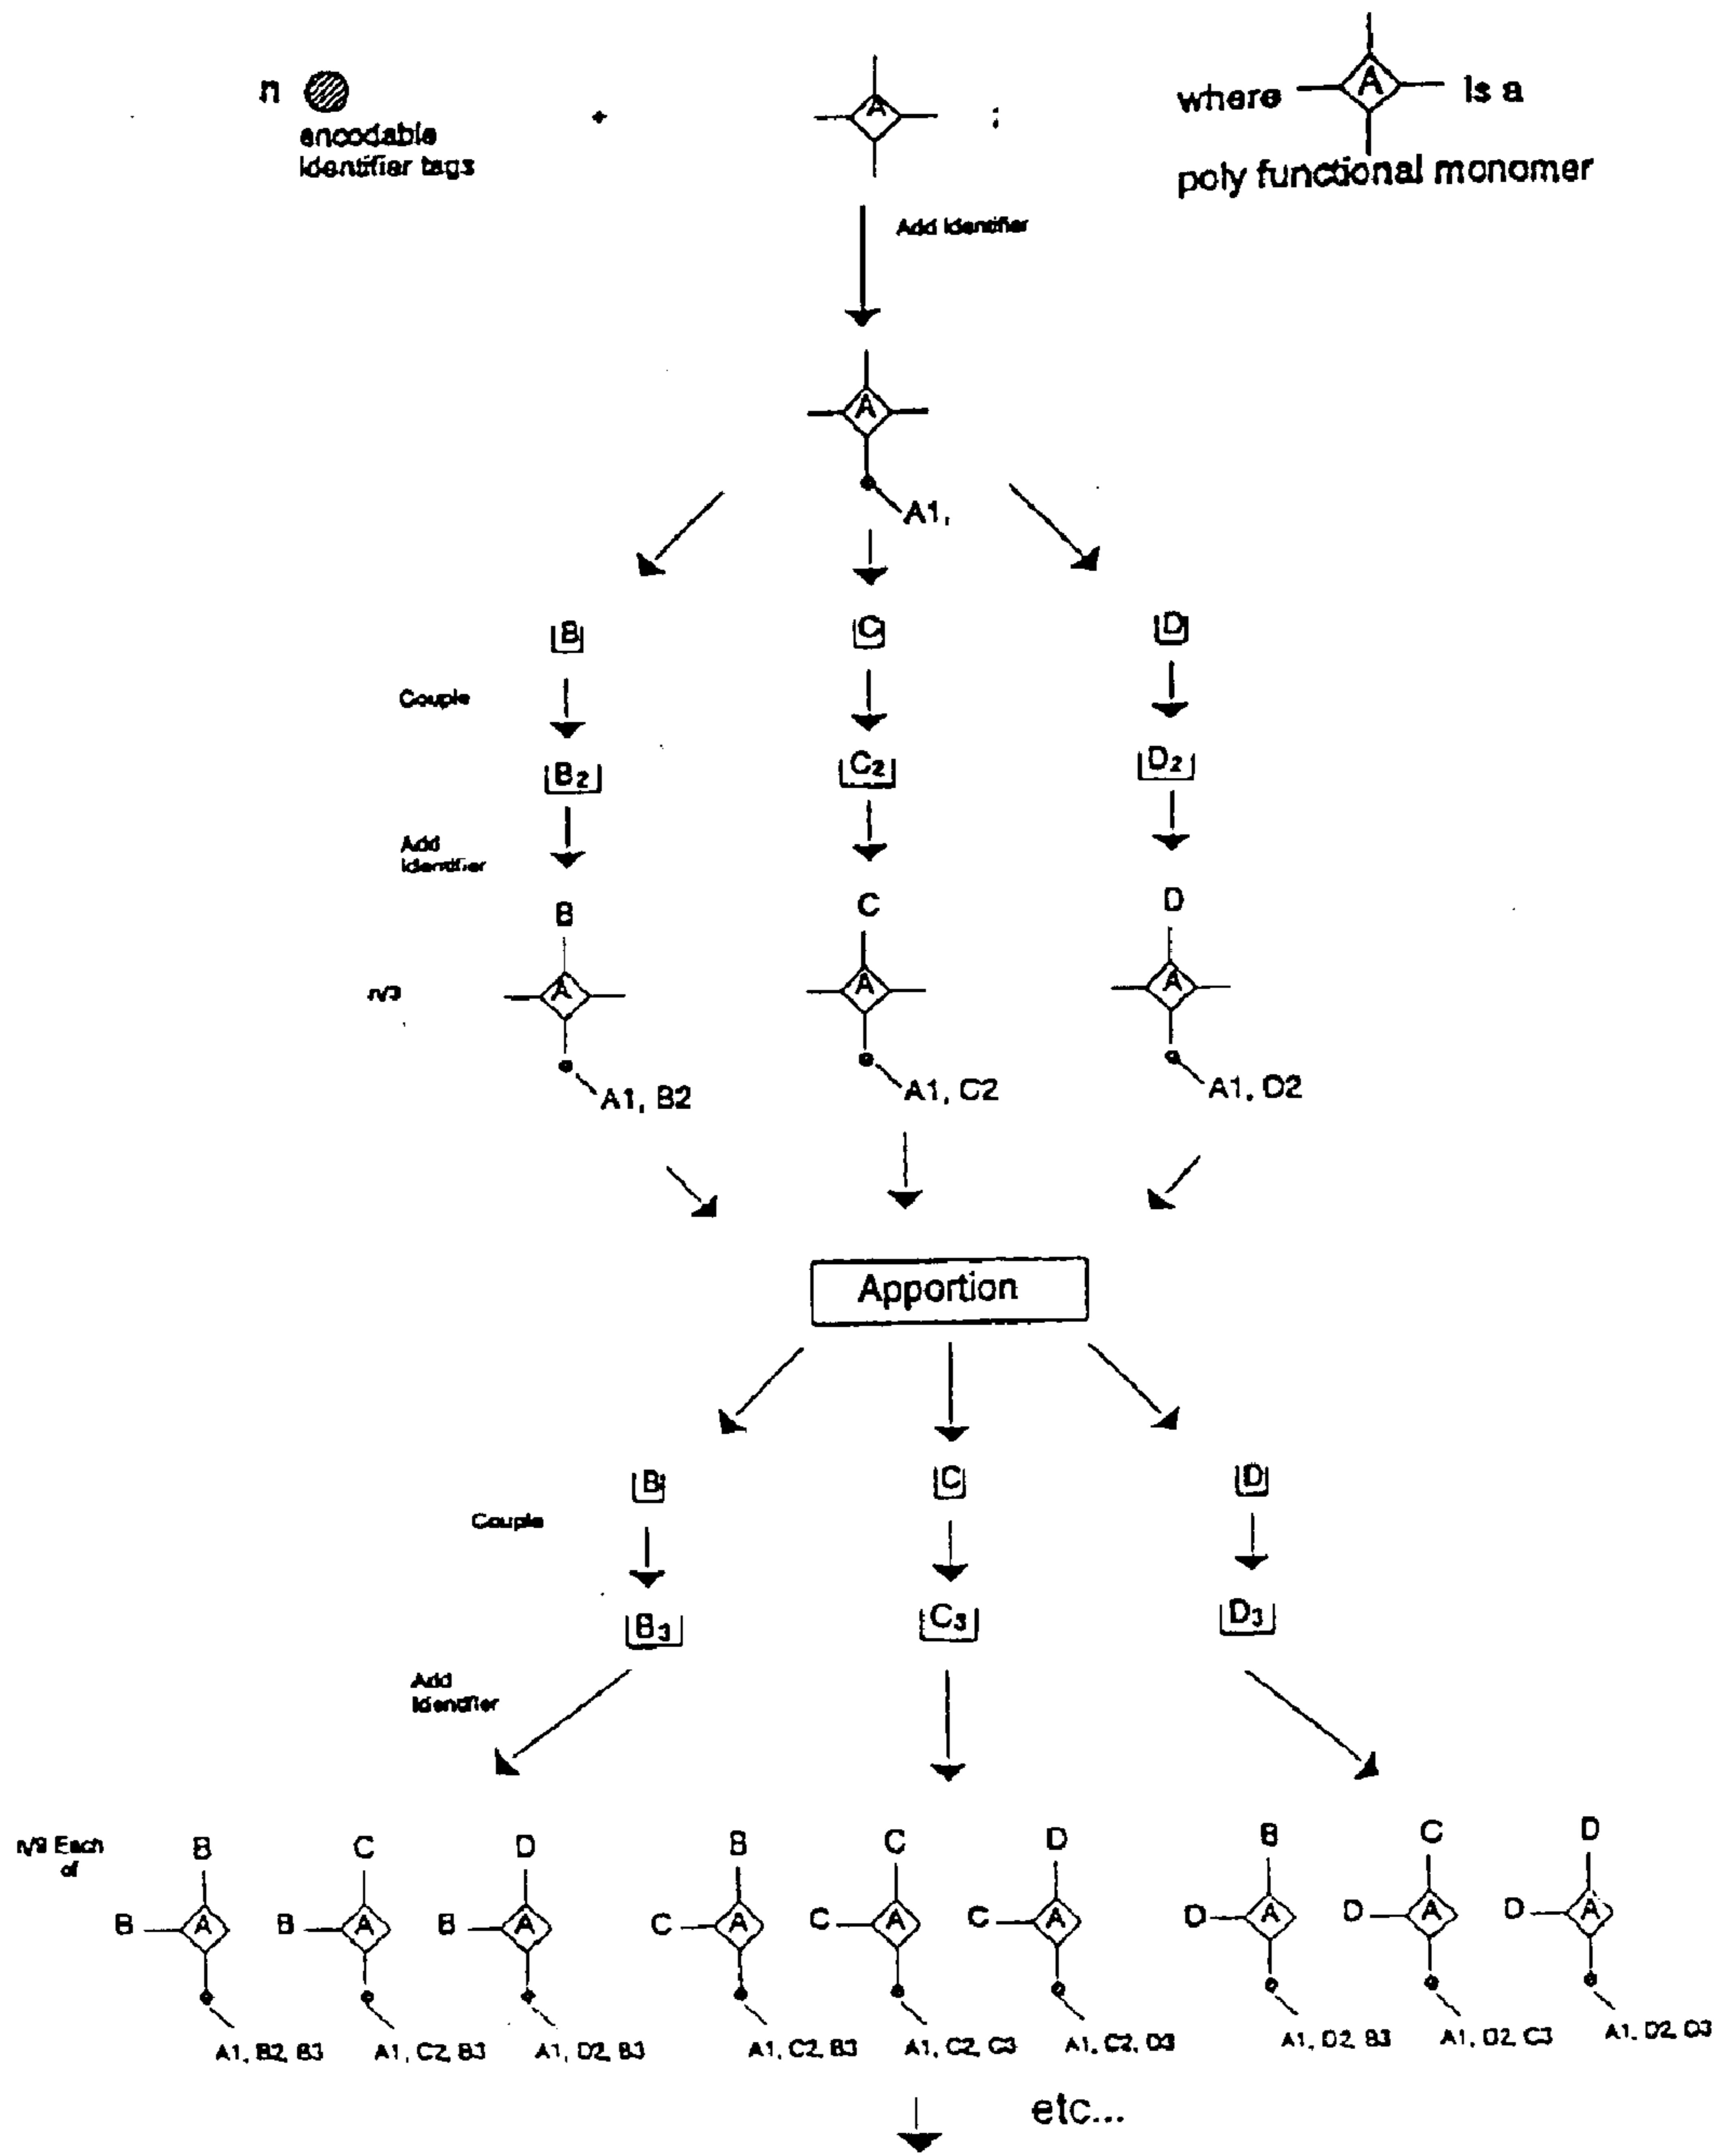 n
encodable
identifier tags
+
A
;
where A is a
poly functional monomer
Add Identifier
A
A1,
B C D
Couple
B2 C2 D2
Add
Identifier
B C D
n/3
A A A
A1, B2 A1, C2 A1, D2
Apportion
B C D
Couple
B3 C3 D3
Add
Identifier
n/9 Each
of
B C D B C D B C D
B A B A B A C A C A C A D A D A D A
A1, B2, B3 A1, C2, B3 A1, D2, B3 A1, C2, B3 A1, C2, C3 A1, C2, D3 A1, D2, B3 A1, D2, C3 A1, D2, D3
etc...